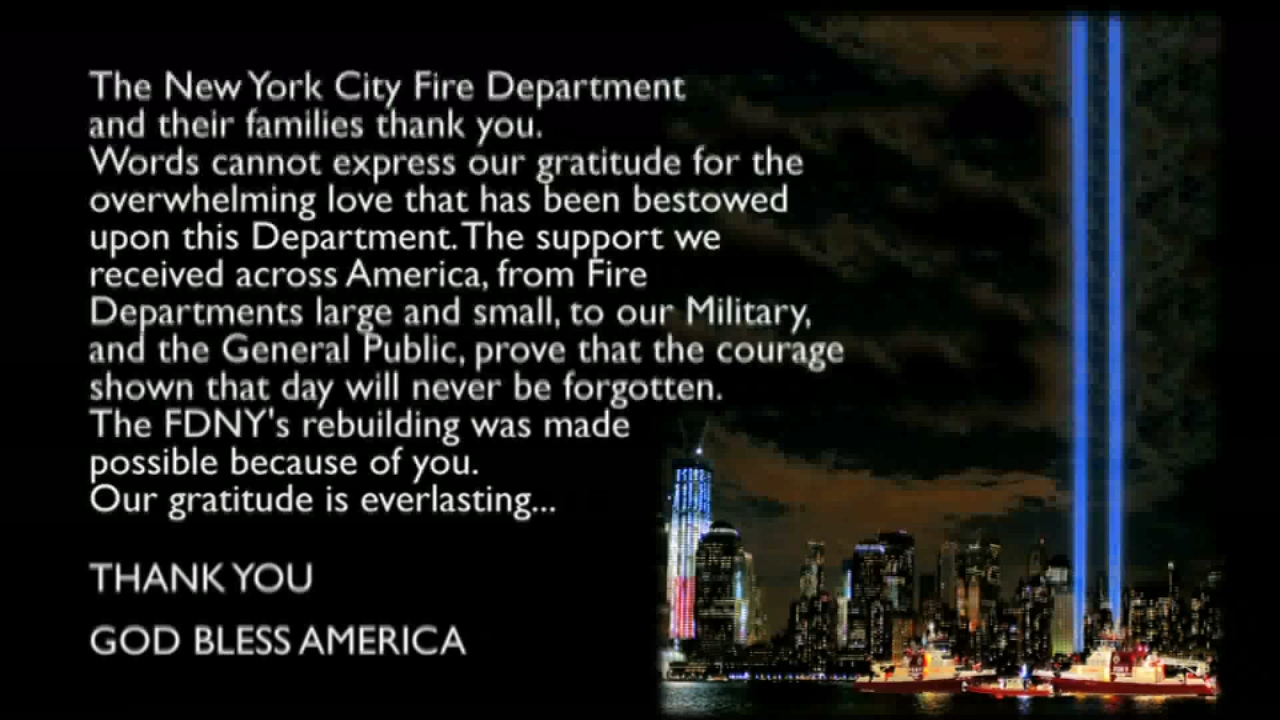 The New York City Fire Department
and their families thank you.
Words cannot express our gratitude for the
overwhelming love that has been bestowed
upon this Department. The support we
received across America, from Fire
Departments large and small, to our Military,
and the General Public, prove that the courage
shown that day will never be forgotten.
The FDNY's rebuilding was made
possible because of you.
Our gratitude is everlasting...
THANK YOU
GOD BLESS AMERICA